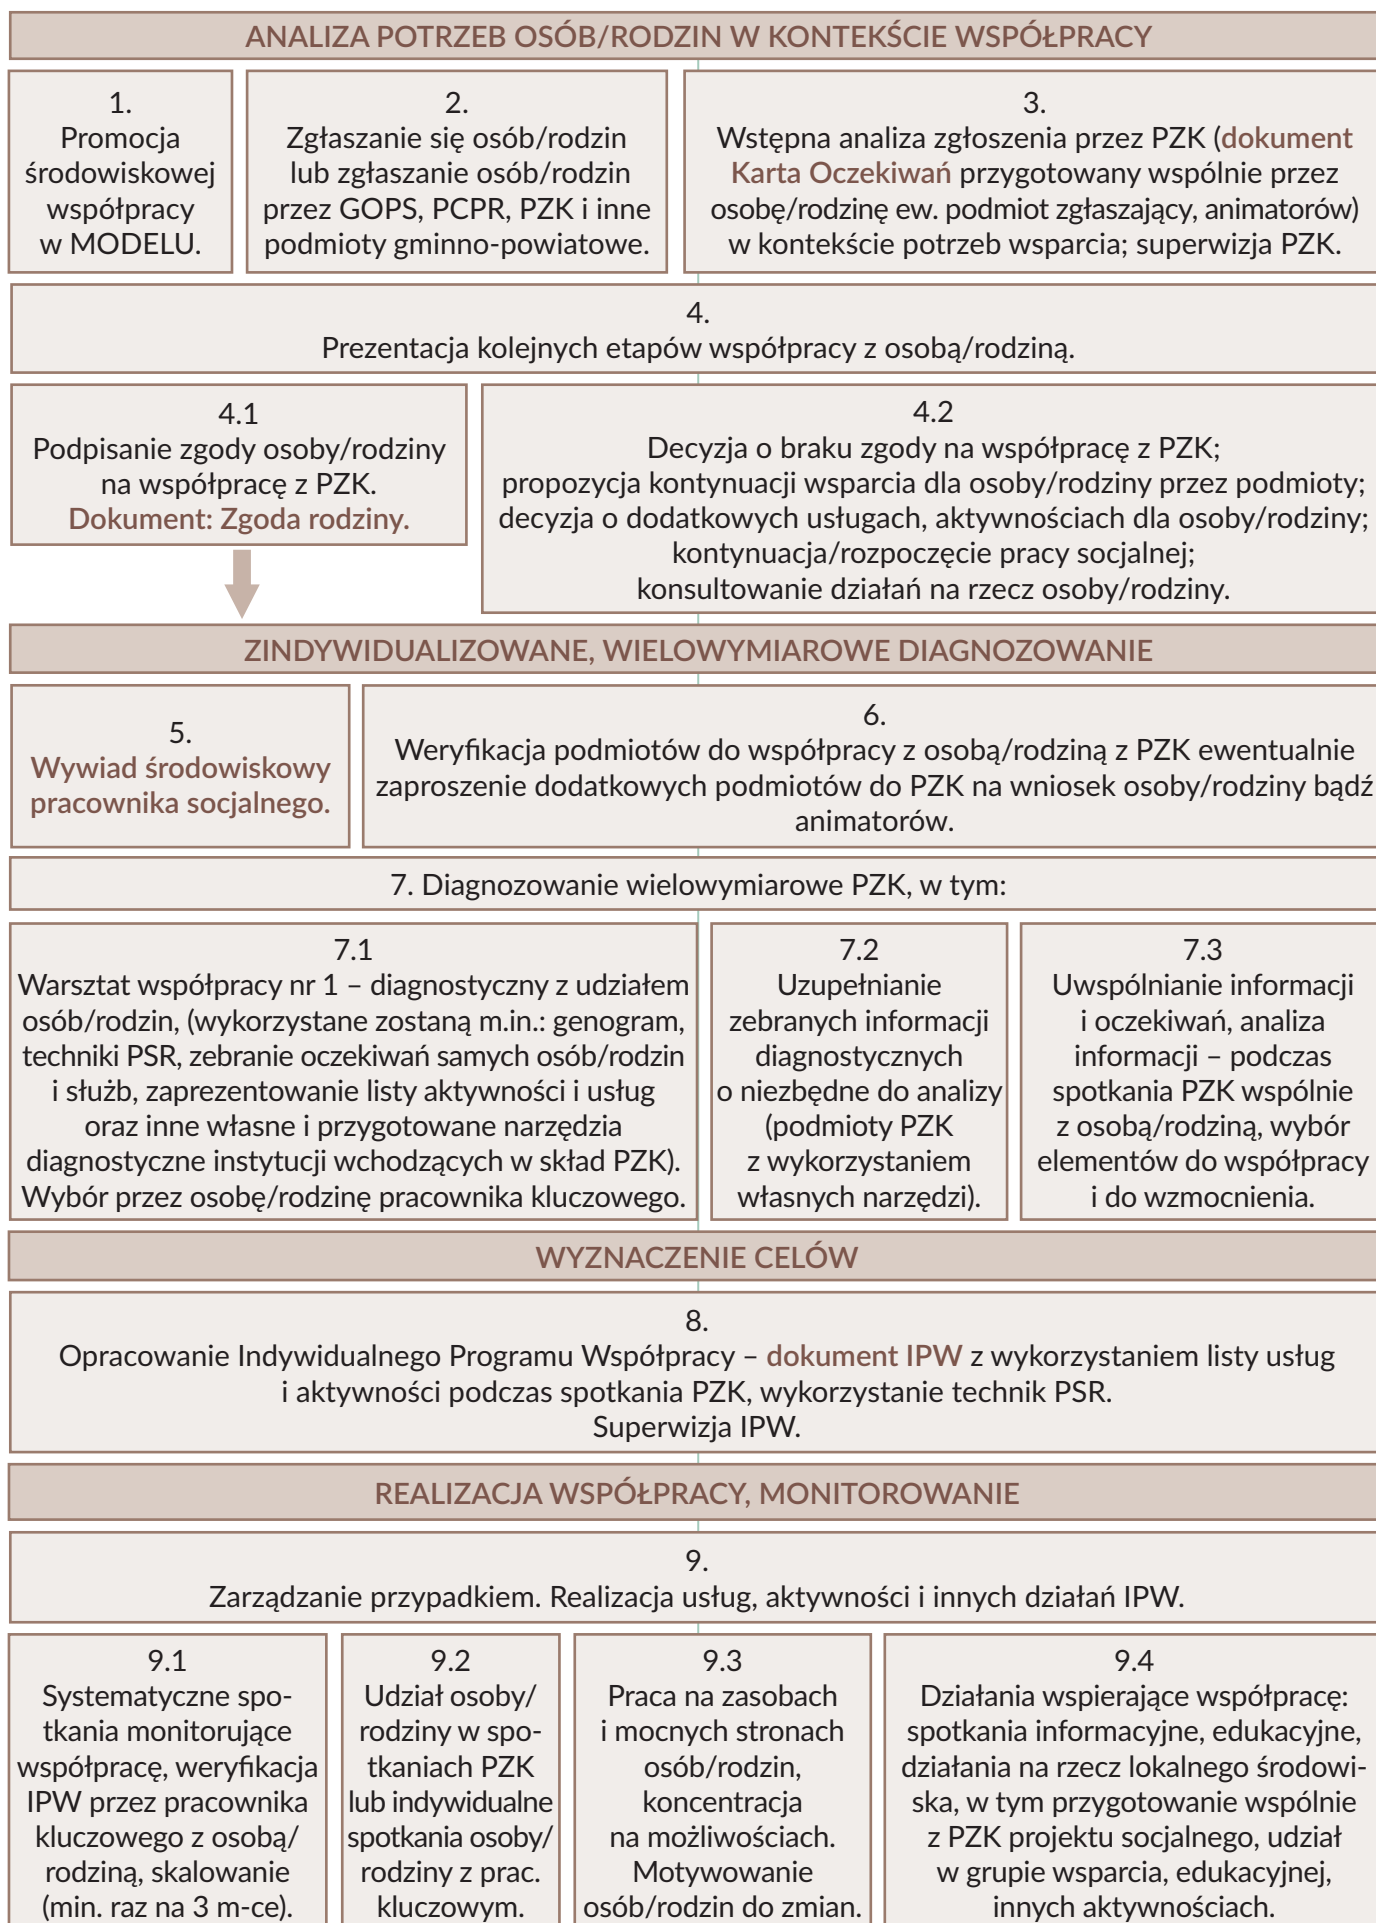 ANALIZA POTRZEB OSÓB/RODZIN W KONTEKŚCIE WSPÓŁPRACY
1.
Promocja
środowiskowej
współpracy
w MODELU.
2.
Zgłaszanie się osób/rodzin
lub zgłaszanie osób/rodzin
przez GOPS, PCPR, PZK i inne
podmioty gminno-powiatowe.
3.
Wstępna analiza zgłoszenia przez PZK (dokument
Karta Oczekiwań przygotowany wspólnie przez
osobę/rodzinę ew. podmiot zgłaszający, animatorów)
w kontekście potrzeb wsparcia; superwizja PZK.
4.
Prezentacja kolejnych etapów współpracy z osobą/rodziną.
4.1
Podpisanie zgody osoby/rodziny
na współpracę z PZK.
Dokument: Zgoda rodziny.
4.2
Decyzja o braku zgody na współpracę z PZK;
propozycja kontynuacji wsparcia dla osoby/rodziny przez podmioty;
decyzja o dodatkowych usługach, aktywnościach dla osoby/rodziny;
kontynuacja/rozpoczęcie pracy socjalnej;
konsultowanie działań na rzecz osoby/rodziny.
ZINDYWIDUALIZOWANE, WIELOWYMIAROWE DIAGNOZOWANIE
5.
Wywiad środowiskowy
pracownika socjalnego.
6.
Weryfikacja podmiotów do współpracy z osobą/rodziną z PZK ewentualnie
zaproszenie dodatkowych podmiotów do PZK na wniosek osoby/rodziny bądź
animatorów.
7. Diagnozowanie wielowymiarowe PZK, w tym:
7.1
Warsztat współpracy nr 1 – diagnostyczny z udziałem
osób/rodzin, (wykorzystane zostaną m.in.: genogram,
techniki PSR, zebranie oczekiwań samych osób/rodzin
i służb, zaprezentowanie listy aktywności i usług
oraz inne własne i przygotowane narzędzia
diagnostyczne instytucji wchodzących w skład PZK).
Wybór przez osobę/rodzinę pracownika kluczowego.
7.2
Uzupełnianie
zebranych informacji
diagnostycznych
o niezbędne do analizy
(podmioty PZK
z wykorzystaniem
własnych narzędzi).
7.3
Uwspólnianie informacji
i oczekiwań, analiza
informacji – podczas
spotkania PZK wspólnie
z osobą/rodziną, wybór
elementów do współpracy
i do wzmocnienia.
WYZNACZENIE CELÓW
8.
Opracowanie Indywidualnego Programu Współpracy – dokument IPW z wykorzystaniem listy usług
i aktywności podczas spotkania PZK, wykorzystanie technik PSR.
Superwizja IPW.
REALIZACJA WSPÓŁPRACY, MONITOROWANIE
9.
Zarządzanie przypadkiem. Realizacja usług, aktywności i innych działań IPW.
9.1
Systematyczne spo-
tkania monitorujące
współpracę, weryfikacja
IPW przez pracownika
kluczowego z osobą/
rodziną, skalowanie
(min. raz na 3 m-ce).
9.2
Udział osoby/
rodziny w spo-
tkaniach PZK
lub indywidualne
spotkania osoby/
rodziny z prac.
kluczowym.
9.3
Praca na zasobach
i mocnych stronach
osób/rodzin,
koncentracja
na możliwościach.
Motywowanie
osób/rodzin do zmian.
9.4
Działania wspierające współpracę:
spotkania informacyjne, edukacyjne,
działania na rzecz lokalnego środowi-
ska, w tym przygotowanie wspólnie
z PZK projektu socjalnego, udział
w grupie wsparcia, edukacyjnej,
innych aktywnościach.